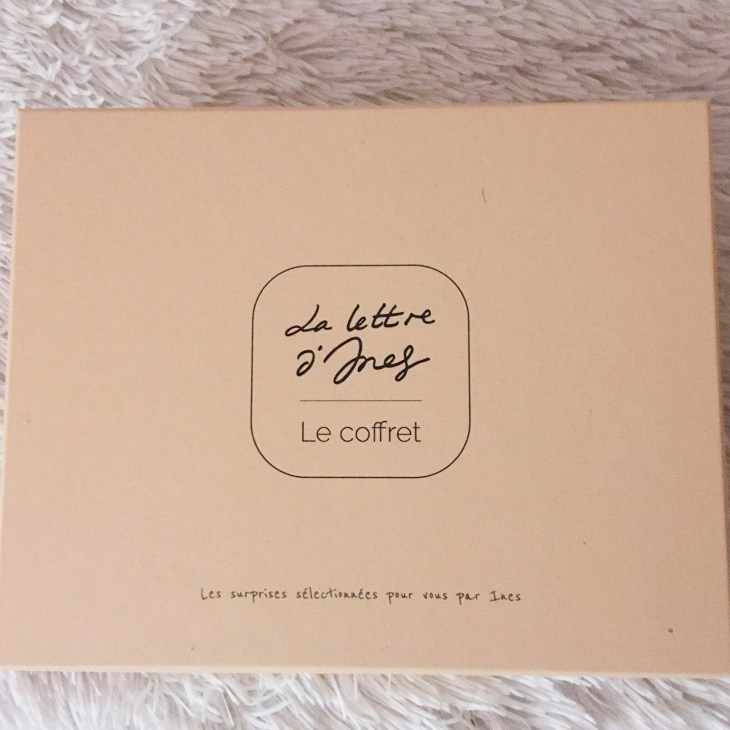 La lettre
d'Ines
Le coffret
Les surprises sélectionnées pour vous par Ines